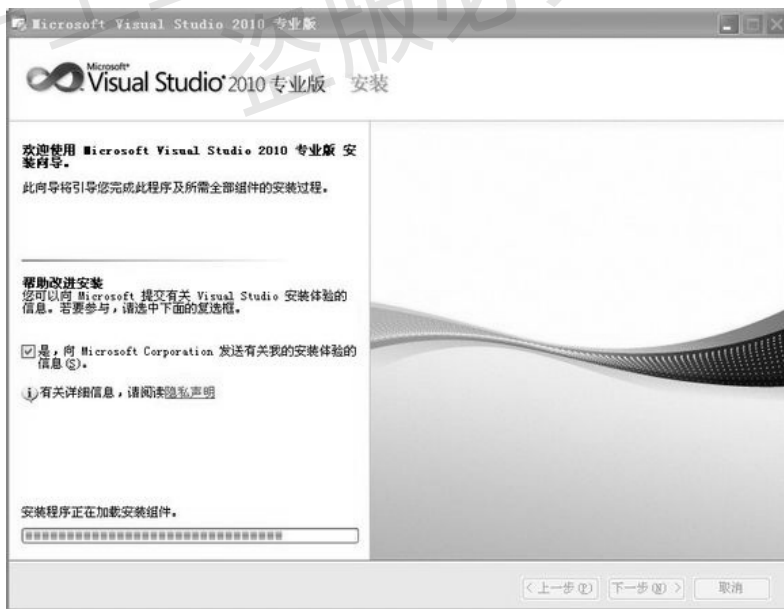 Microsoft Visual Studio 2010 专业版
盗版必
Microsoft®
Visual Studio® 2010 专业版 安装
欢迎使用 Microsoft Visual Studio 2010 专业版 安
装向导。
此向导将引导您完成此程序及所需全部组件的安装过程。
帮助改进安装
您可以向 Microsoft 提交有关 Visual Studio 安装体验的
信息。若要参与，请选中下面的复选框。
是，向 Microsoft Corporation 发送有关我的安装体验的
信息(S)。
有关详细信息，请阅读隐私声明
安装程序正在加载安装组件。
< 上一步(P) 下一步(N) > 取消